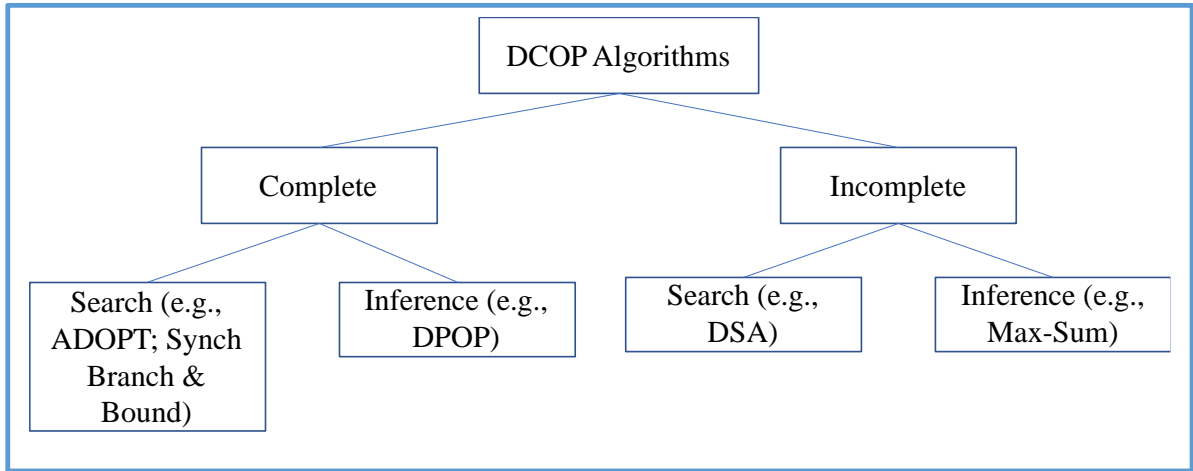 DCOP Algorithms
Complete
Incomplete
Search (e.g.,
ADOPT; Synch
Branch &
Bound)
Inference (e.g.,
DPOP)
Search (e.g.,
DSA)
Inference (e.g.,
Max-Sum)